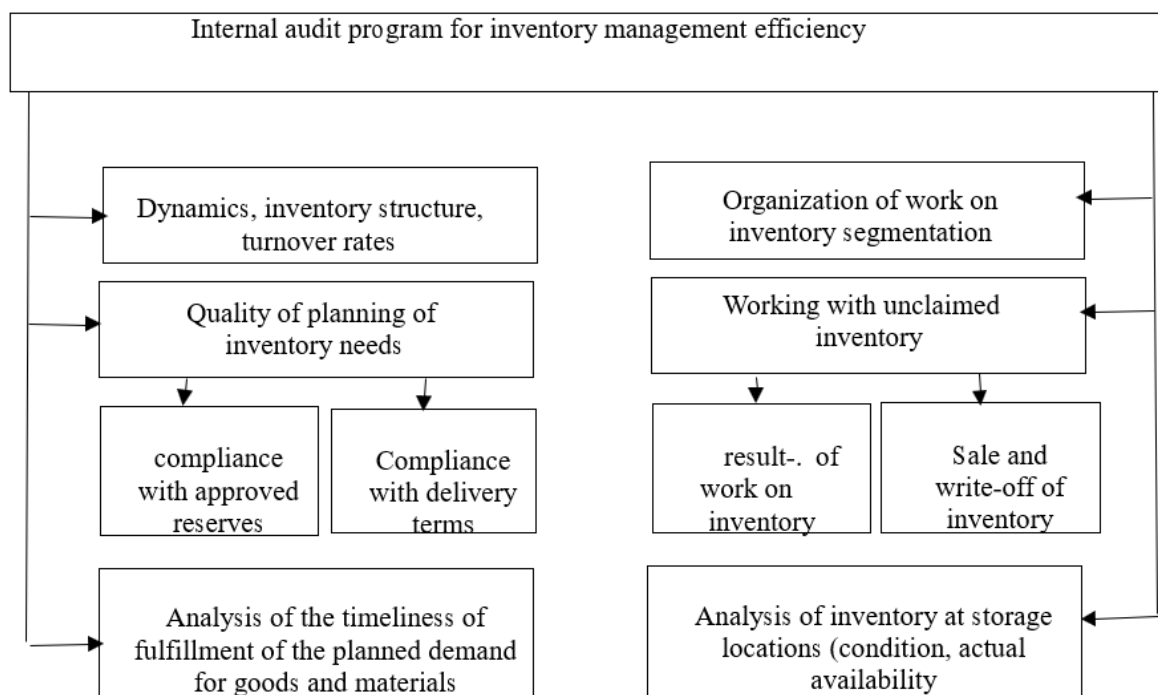 Internal audit program for inventory management efficiency
Dynamics, inventory structure,
turnover rates
Organization of work on
inventory segmentation
Quality of planning of
inventory needs
Working with unclaimed
inventory
compliance
with approved
reserves
Compliance
with delivery
terms
result-. of
work on
inventory
Sale and
write-off of
inventory
Analysis of the timeliness of
fulfillment of the planned demand
for goods and materials
Analysis of inventory at storage
locations (condition, actual
availability